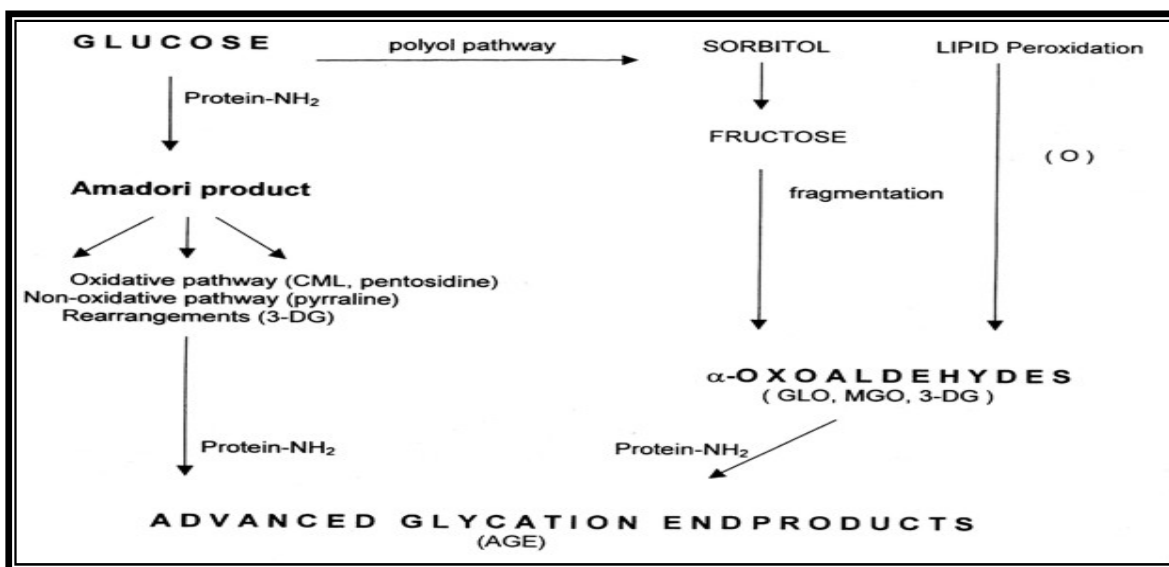 GLUCOSE
polyol pathway
SORBITOL
LIPID Peroxidation
Protein-NH₂
FRUCTOSE
( O )
Amadori product
fragmentation
Oxidative pathway (CML, pentosidine)
Non-oxidative pathway (pyrraline)
Rearrangements (3-DG)
α-OXOALDEHYDES
( GLO, MGO, 3-DG )
Protein-NH₂
Protein-NH₂
ADVANCED GLYCATION ENDPRODUCTS
(AGE)